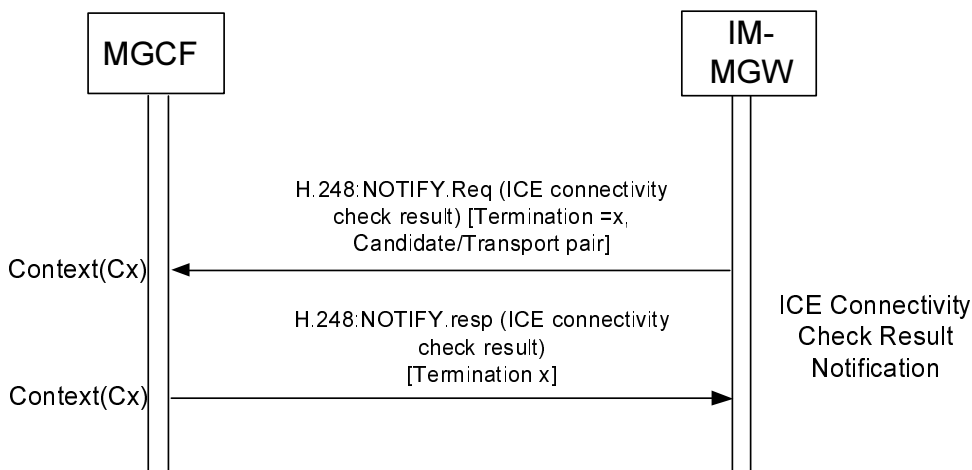 MGCF
IM-
MGW
H.248:NOTIFY.Req (ICE connectivity
check result) [Termination =x,
Candidate/Transport pair]
Context(Cx)
H.248:NOTIFY.resp (ICE connectivity
check result)
[Termination x]
Context(Cx)
ICE Connectivity
Check Result
Notification